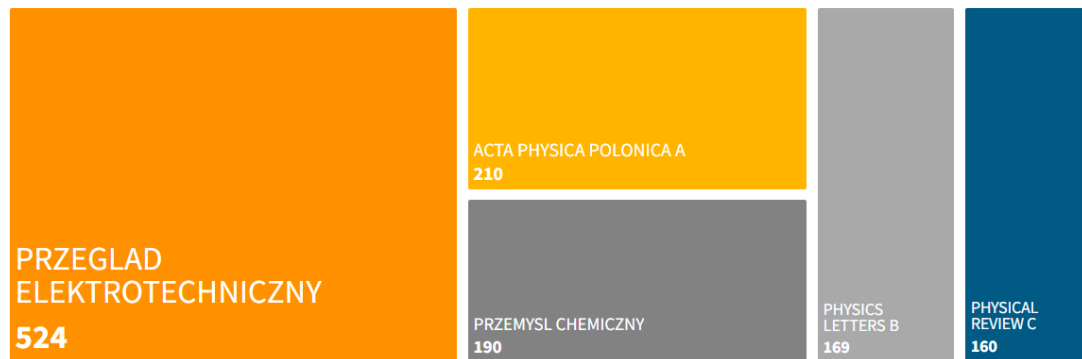 PRZEGLAD
ELEKTROTECHNICZNY
524
ACTA PHYSICA POLONICA A
210
PRZEMYSL CHEMICZNY
190
PHYSICS
LETTERS B
169
PHYSICAL
REVIEW C
160